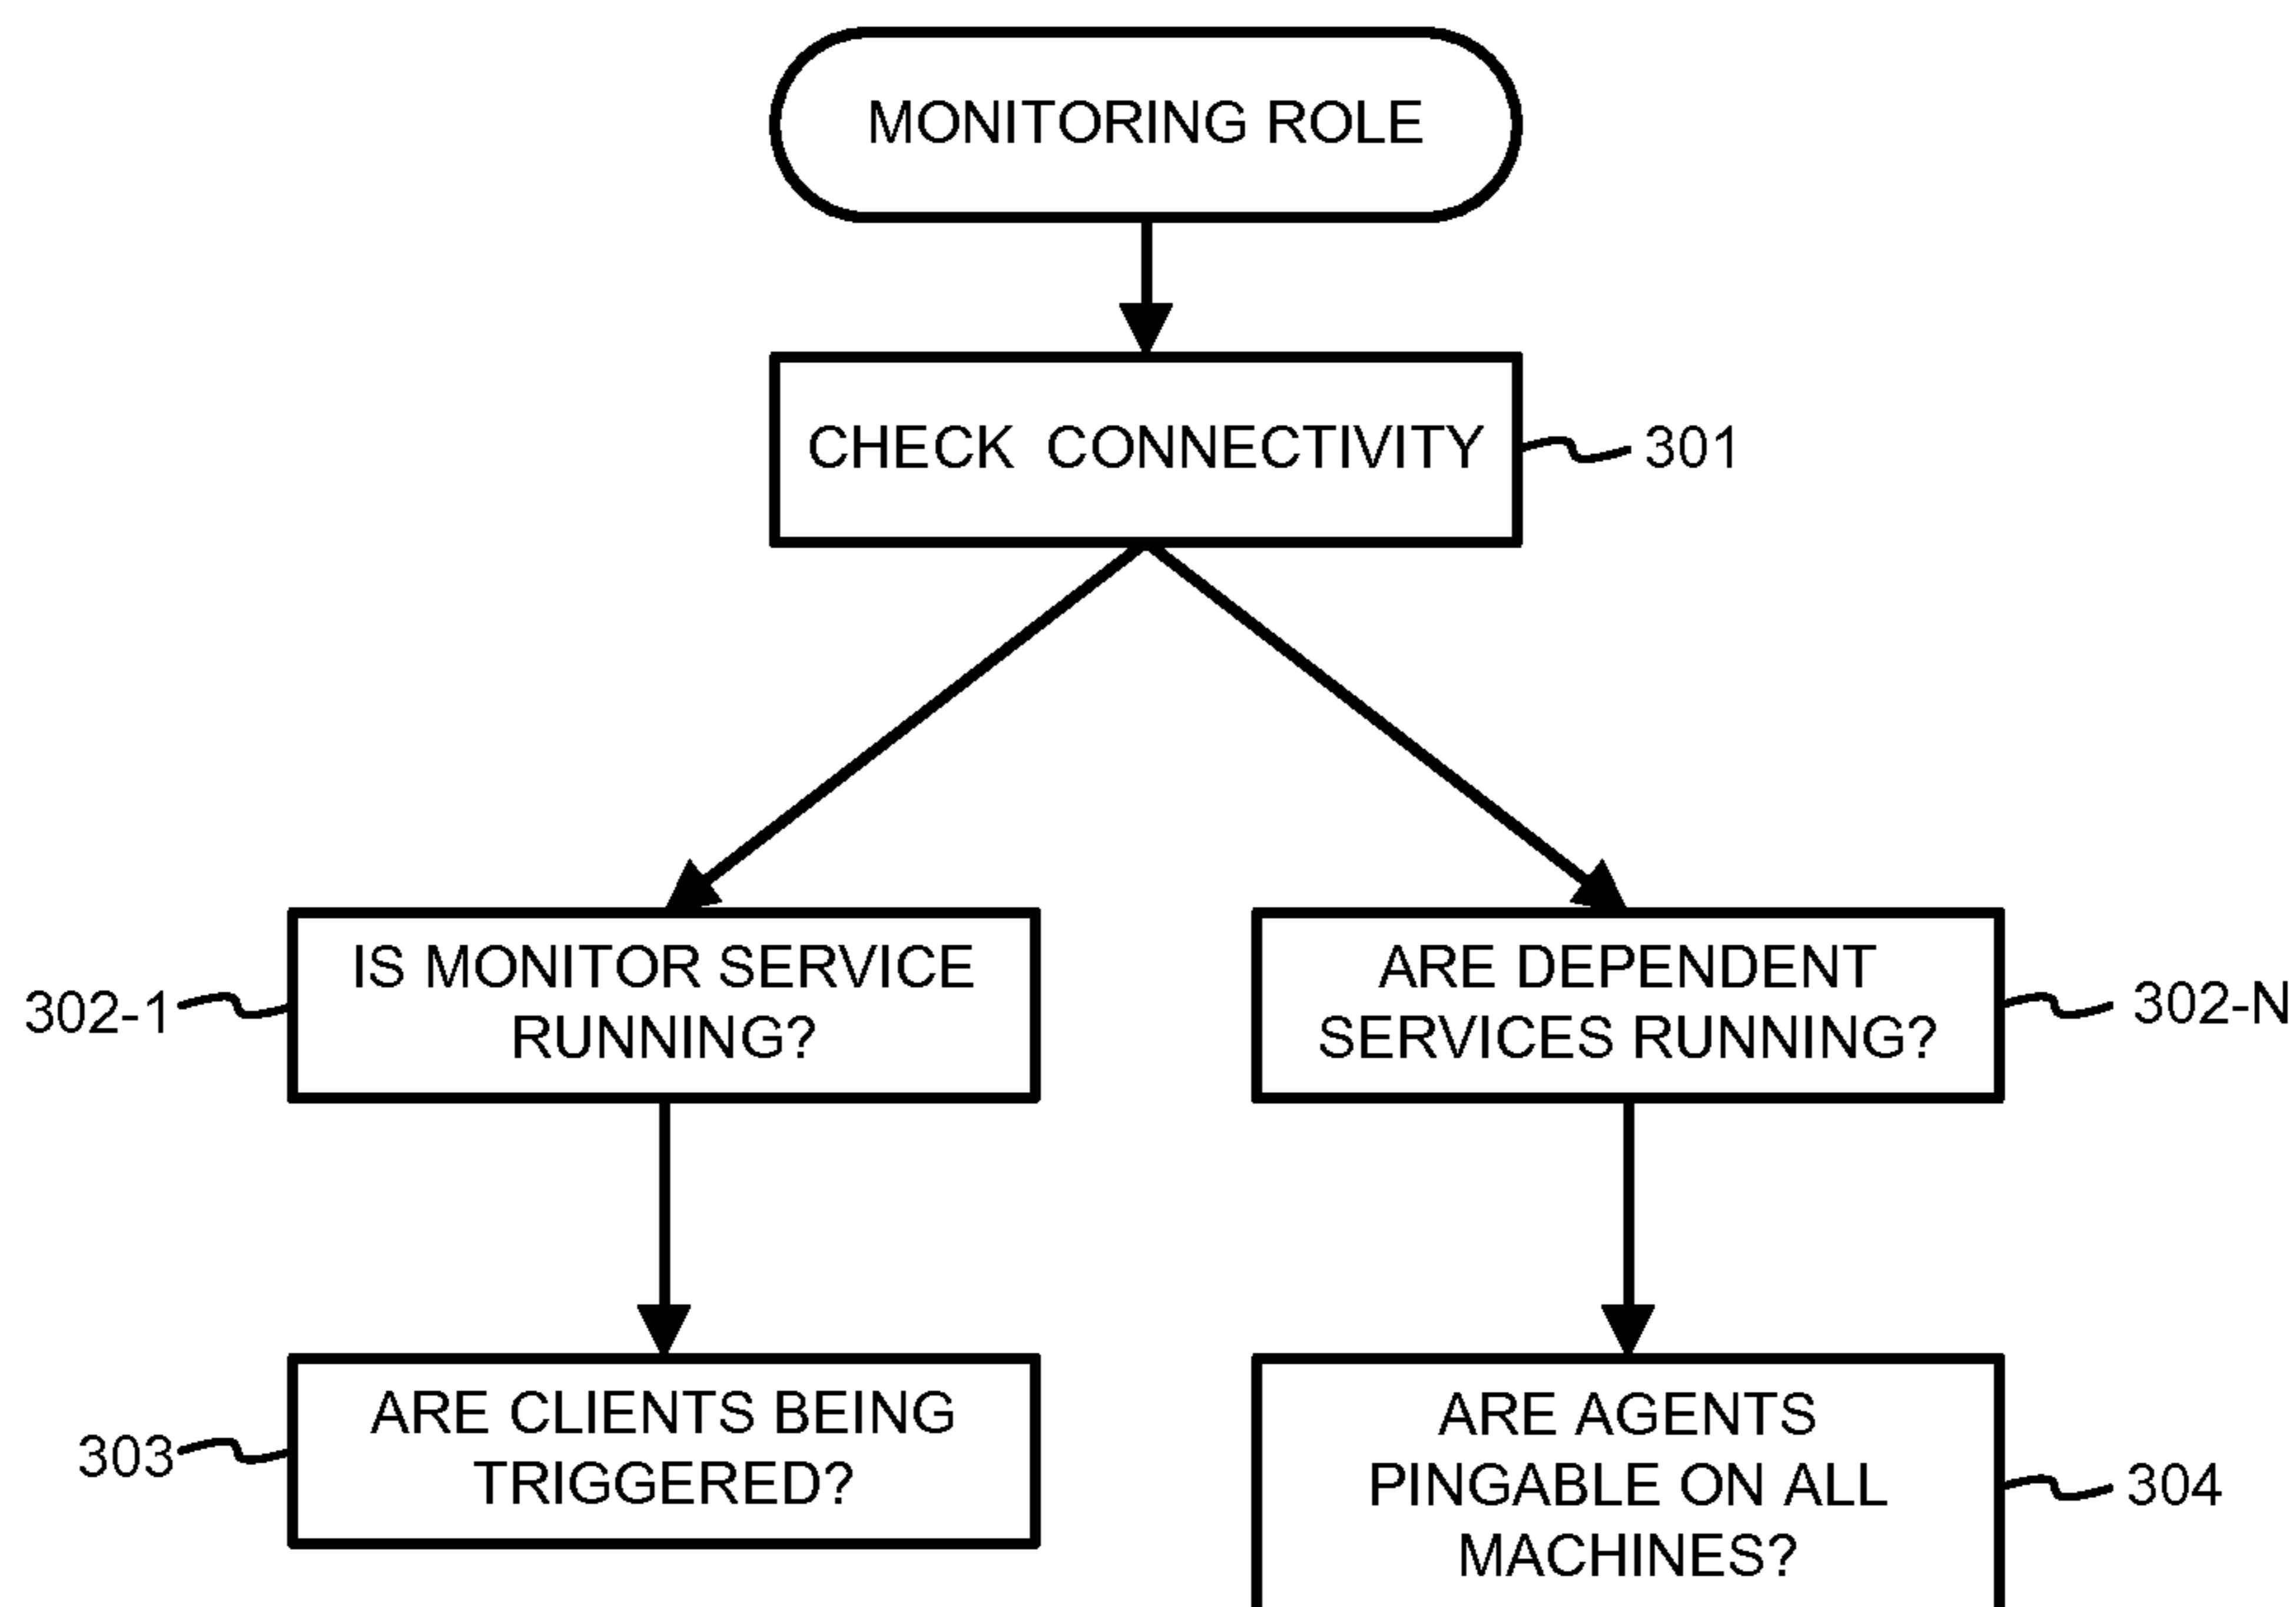 MONITORING ROLE
CHECK CONNECTIVITY
301
IS MONITOR SERVICE
RUNNING?
302-1
ARE DEPENDENT
SERVICES RUNNING?
302-N
ARE CLIENTS BEING
TRIGGERED?
303
ARE AGENTS
PINGABLE ON ALL
MACHINES?
304